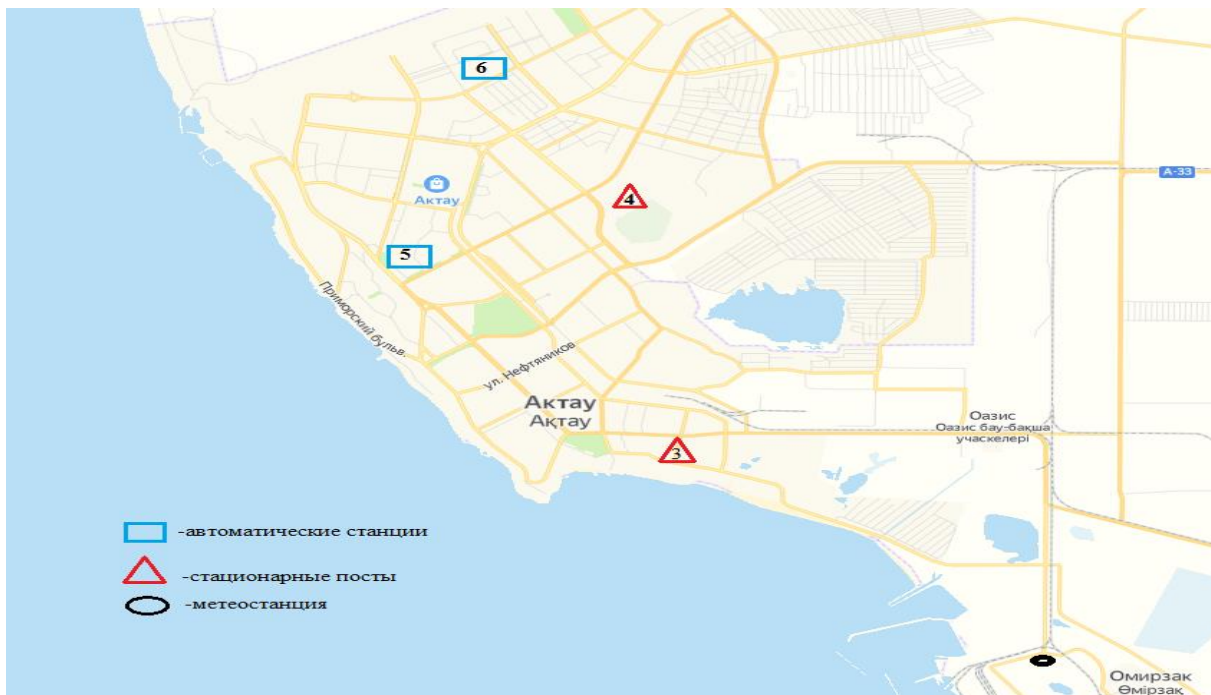 6
4
А-33
Актау
5
Приморский бульв.
ул. Нефтяников
Актау
Ақтау
Оазис
Оазис бау-бақша
учаскелері
3
-автоматические станции
-стационарные посты
-метеостанция
Омирзак
Өмірзақ